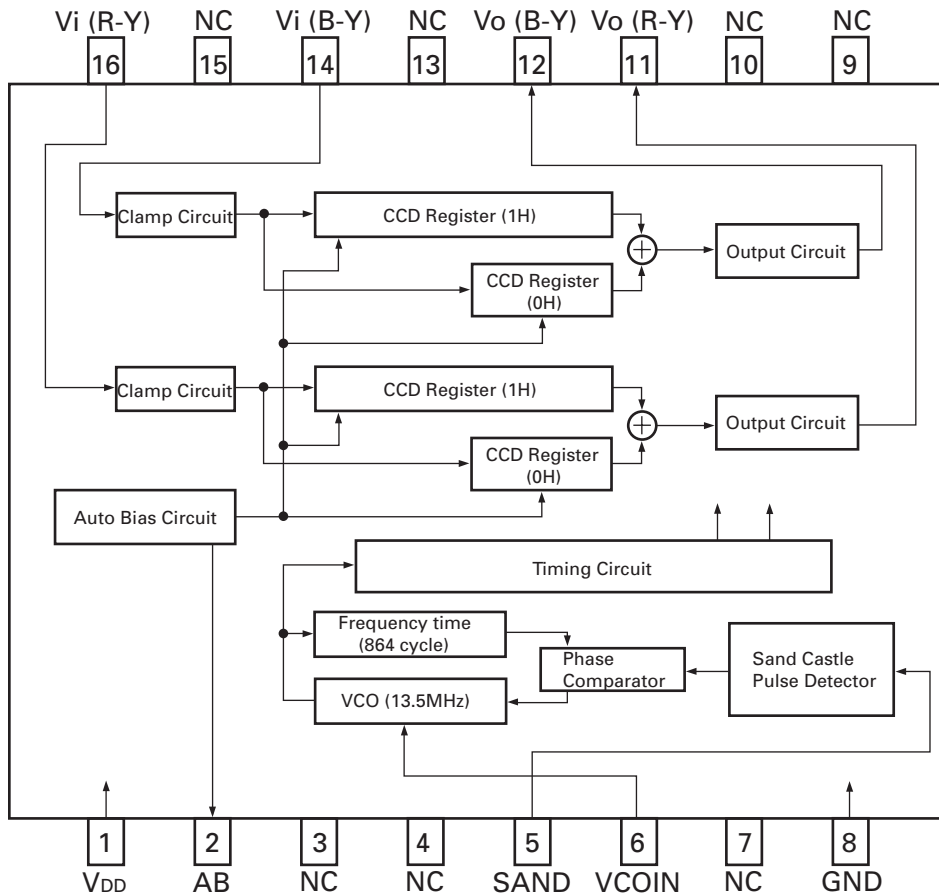 Vi (R-Y) NC Vi (B-Y) NC Vo (B-Y) Vo (R-Y) NC NC
16 15 14 13 12 11 10 9
Clamp Circuit
CCD Register (1H)
+
Output Circuit
CCD Register
(0H)
Clamp Circuit
CCD Register (1H)
+
Output Circuit
CCD Register
(0H)
Auto Bias Circuit
Timing Circuit
Frequency time
(864 cycle)
Phase
Comparator
Sand Castle
Pulse Detector
VCO (13.5MHz)
1 2 3 4 5 6 7 8
VDD AB NC NC SAND VCOIN NC GND